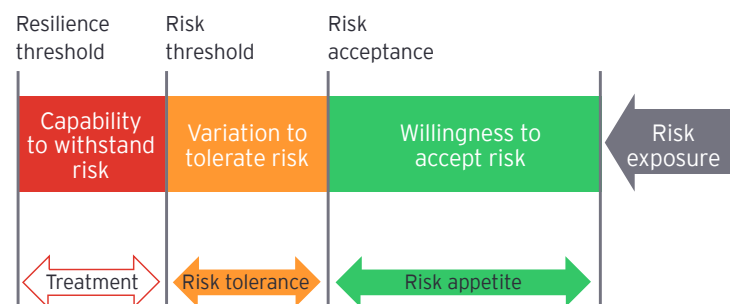 Resilience
threshold
Risk
threshold
Risk
acceptance
Capability
to withstand
risk
Variation to
tolerate risk
Willingness to
accept risk
Risk
exposure
Treatment
Risk tolerance
Risk appetite